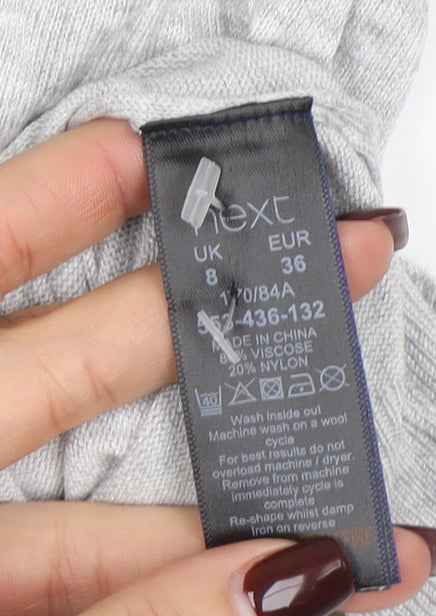 next
UK EUR
8 36
170/84A
-436-132
MADE IN CHINA
VISCOSE
20% NYLON
40
Wash inside out
Machine wash on a wool
cycle
For best results do not
overload machine / dryer.
Remove from machine
immediately cycle is
complete
Re-shape whilst damp
Iron on reverse